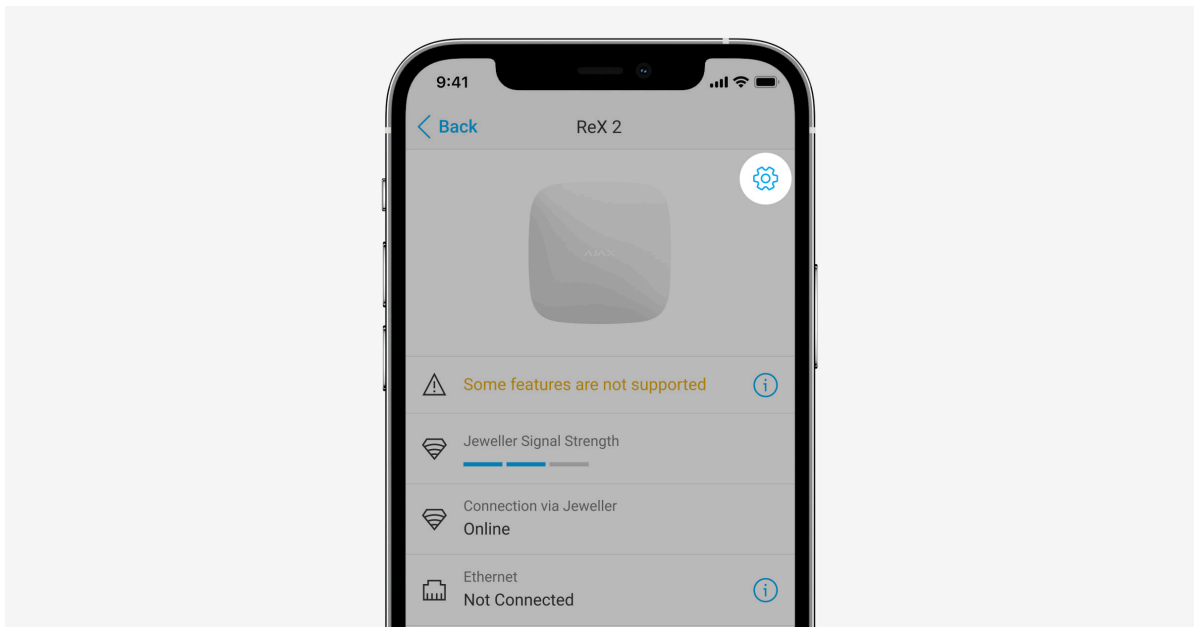 9:41
Back
ReX 2
AJAX
Some features are not supported
Jeweller Signal Strength
Connection via Jeweller
Online
Ethernet
Not Connected